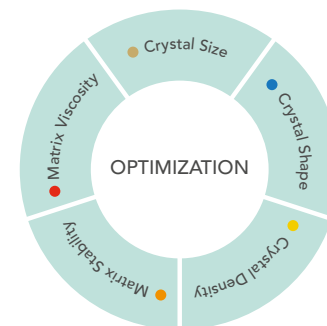 Crystal Size
Crystal Shape
Crystal Density
Matrix Stability
Matrix Viscosity
OPTIMIZATION